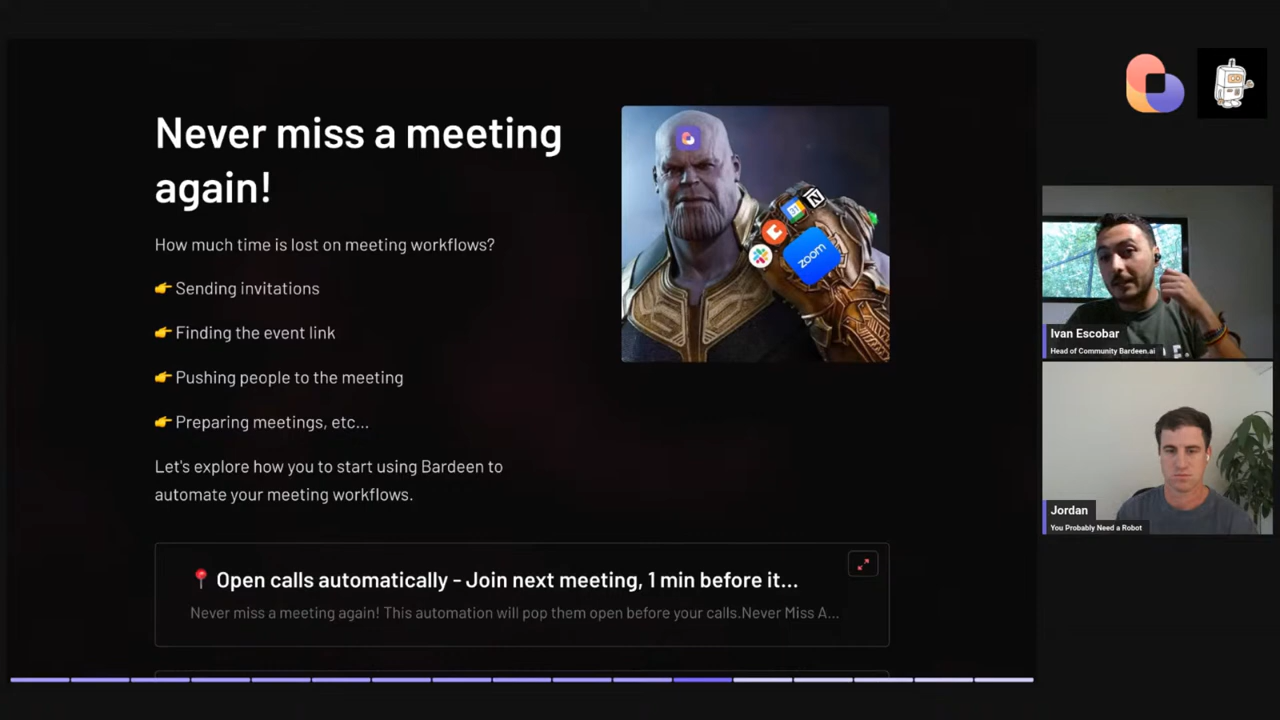 Never miss a meeting
again!
How much time is lost on meeting workflows?
👉 Sending invitations
👉 Finding the event link
👉 Pushing people to the meeting
👉 Preparing meetings, etc...
Let's explore how you to start using Bardeen to
automate your meeting workflows.
31
zoom
📍 Open calls automatically - Join next meeting, 1 min before it...
Never miss a meeting again! This automation will pop them open before your calls.Never Miss A...
Ivan Escobar
Head of Community Bardeen.ai
Jordan
You Probably Need a Robot